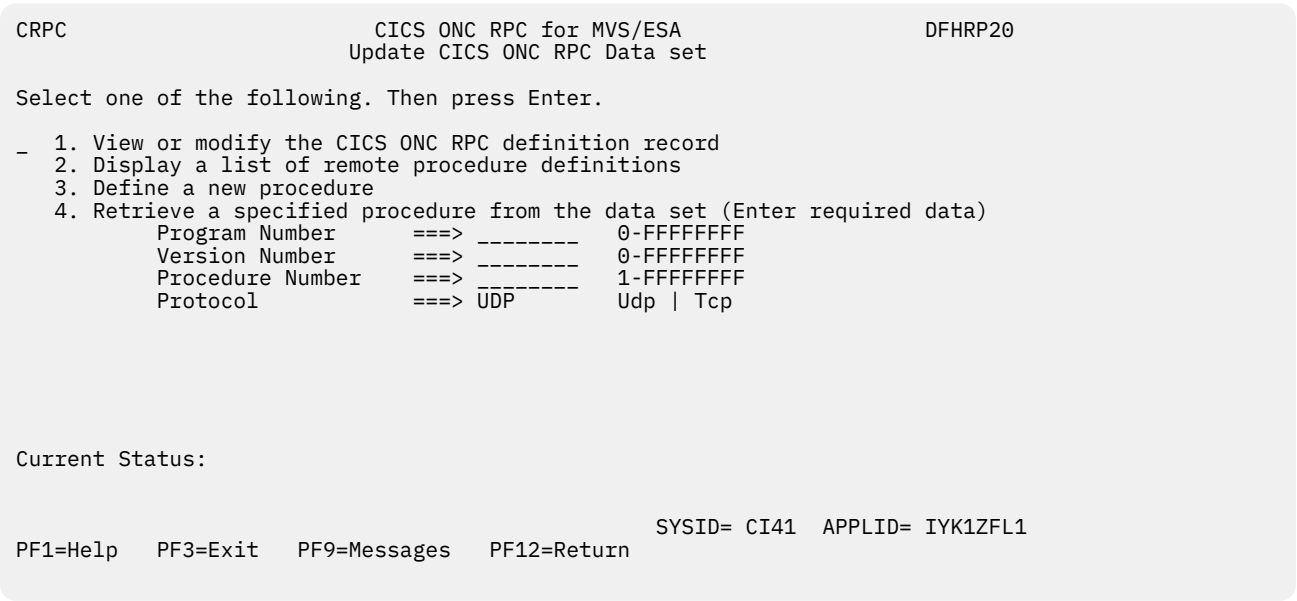 CRPC CICS ONC RPC for MVS/ESA DFHRP20
Update CICS ONC RPC Data set
Select one of the following. Then press Enter.
_ 1. View or modify the CICS ONC RPC definition record
2. Display a list of remote procedure definitions
3. Define a new procedure
4. Retrieve a specified procedure from the data set (Enter required data)
Program Number ===> ________ 0-FFFFFFFF
Version Number ===> ________ 0-FFFFFFFF
Procedure Number ===> ________ 1-FFFFFFFF
Protocol ===> UDP Udp | Tcp
Current Status:
SYSID= CI41 APPLID= IYK1ZFL1
PF1=Help PF3=Exit PF9=Messages PF12=Return